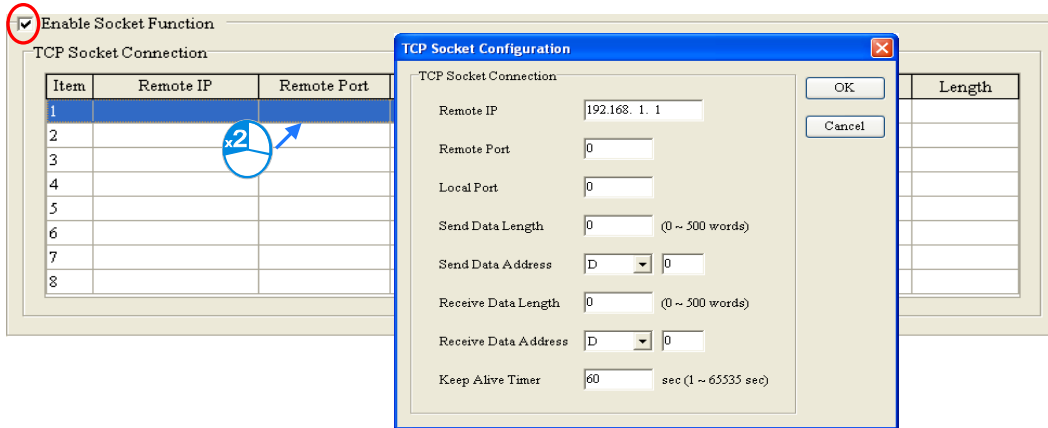 Enable Socket Function
TCP Socket Connection
Item Remote IP Remote Port Length
1
2
3
4
5
6
7
8
x2
TCP Socket Configuration
TCP Socket Connection
Remote IP 192.168. 1. 1
Remote Port 0
Local Port 0
Send Data Length 0 (0 ~ 500 words)
Send Data Address D 0
Receive Data Length 0 (0 ~ 500 words)
Receive Data Address D 0
Keep Alive Timer 60 sec (1 ~ 65535 sec)
OK
Cancel